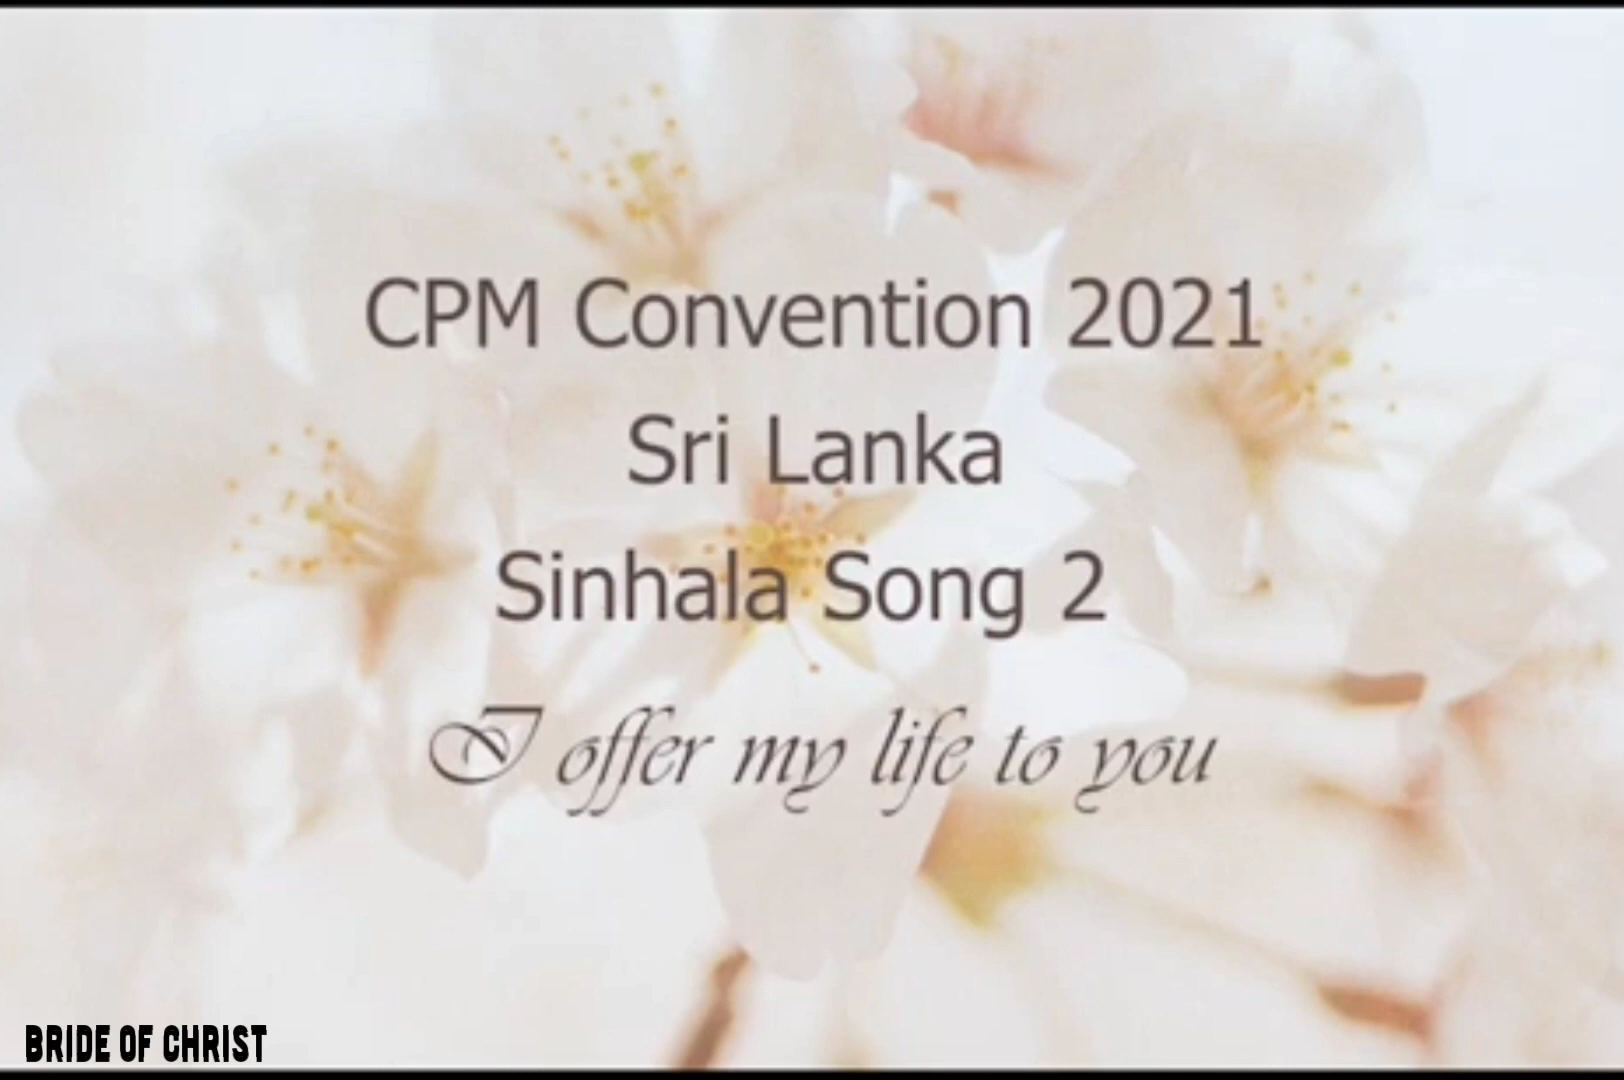 CPM Convention 2021
Sri Lanka
Sinhala Song 2
I offer my life to you
BRIDE OF CHRIST